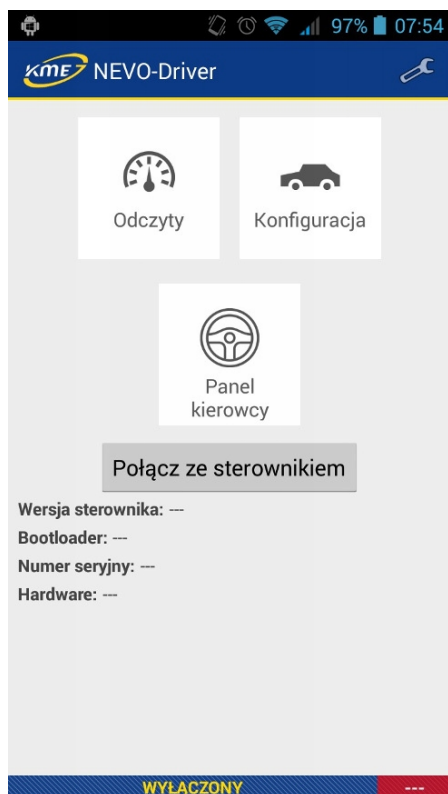 97% 07:54
KME NEVO-Driver
Odczyty Konfiguracja
Panel
kierowcy
Połącz ze sterownikiem
Wersja sterownika: ---
Bootloader: ---
Numer seryjny: ---
Hardware: ---
WYŁACZONY ---